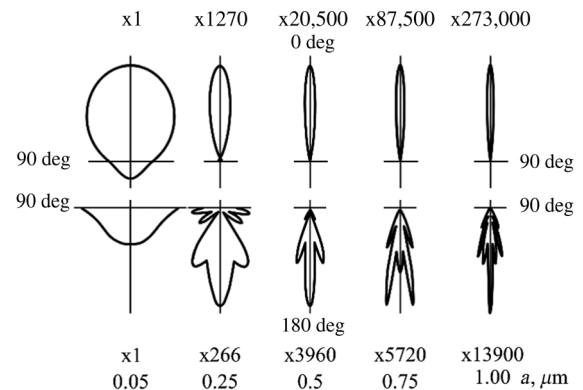 x1 x1270 x20,500 x87,500 x273,000
0 deg
90 deg 90 deg
90 deg 90 deg
180 deg
x1 x266 x3960 x5720 x13900
0.05 0.25 0.5 0.75 1.00 a, μm